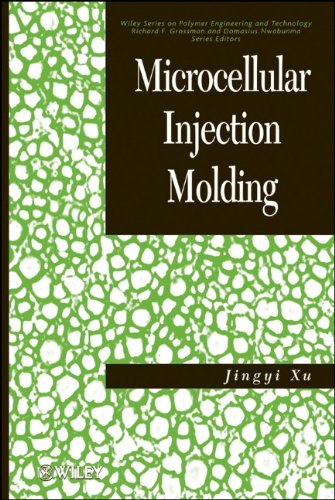 Wiley Series on Polymer Engineering and Technology
Richard F. Grossman and Domasius Nwabunma
Series Editors
Microcellular
Injection
Molding
Jingyi Xu
WILEY